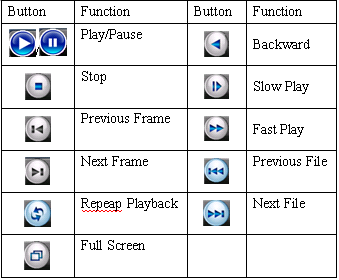 Button Function Button Function
Play/Pause Backward
Stop Slow Play
Previous Frame Fast Play
Next Frame Previous File
Repeap Playback Next File
Full Screen